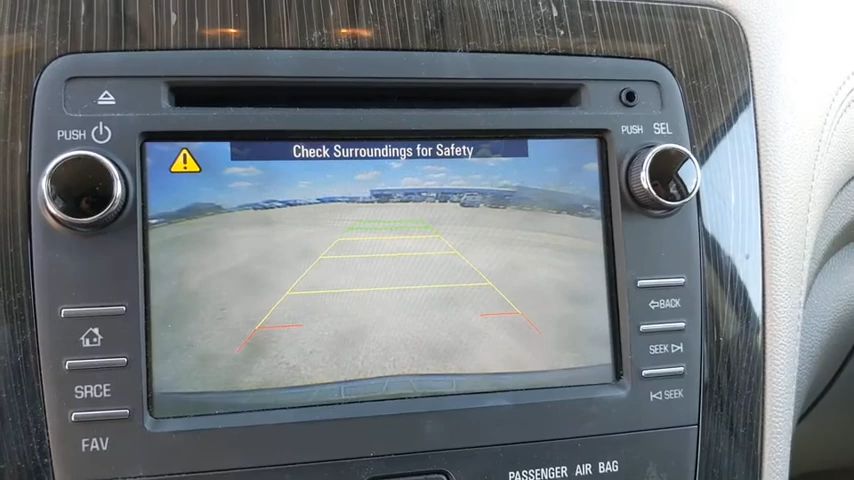 Check Surroundings for Safety
PUSH
PUSH SEL
SRCE
FAV
BACK
SEEK
SEEK
PASSENGER AIR BAG